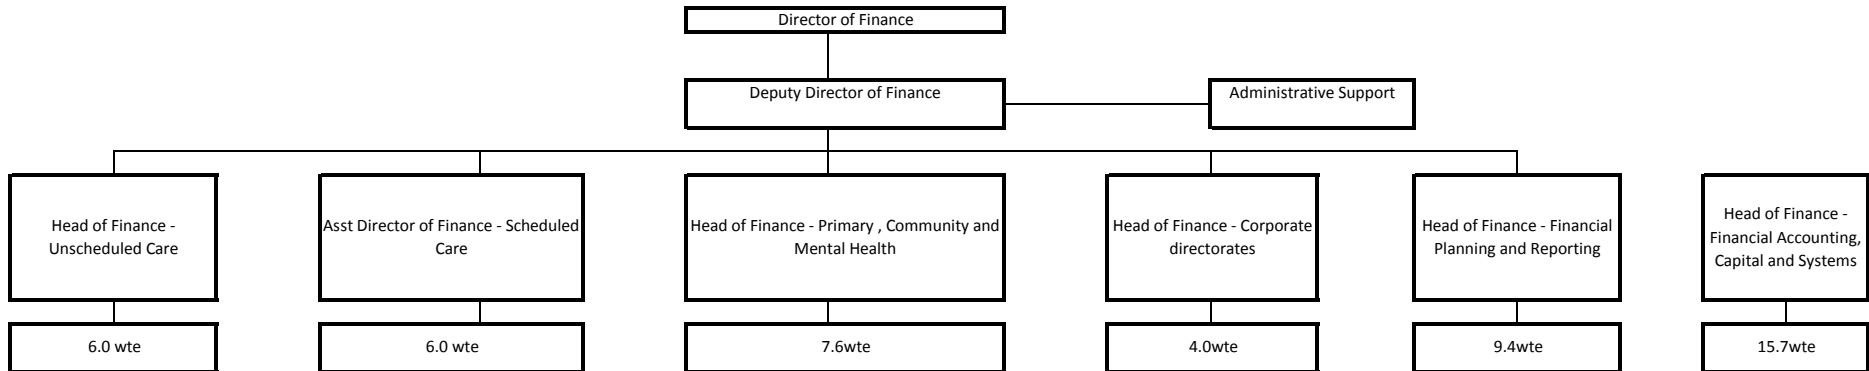 Director of Finance
Deputy Director of Finance
Administrative Support
Head of Finance -
Unscheduled Care
Asst Director of Finance - Scheduled
Care
Head of Finance - Primary , Community and
Mental Health
Head of Finance - Corporate
directorates
Head of Finance - Financial
Planning and Reporting
Head of Finance -
Financial Accounting,
Capital and Systems
6.0 wte
6.0 wte
7.6wte
4.0wte
9.4wte
15.7wte